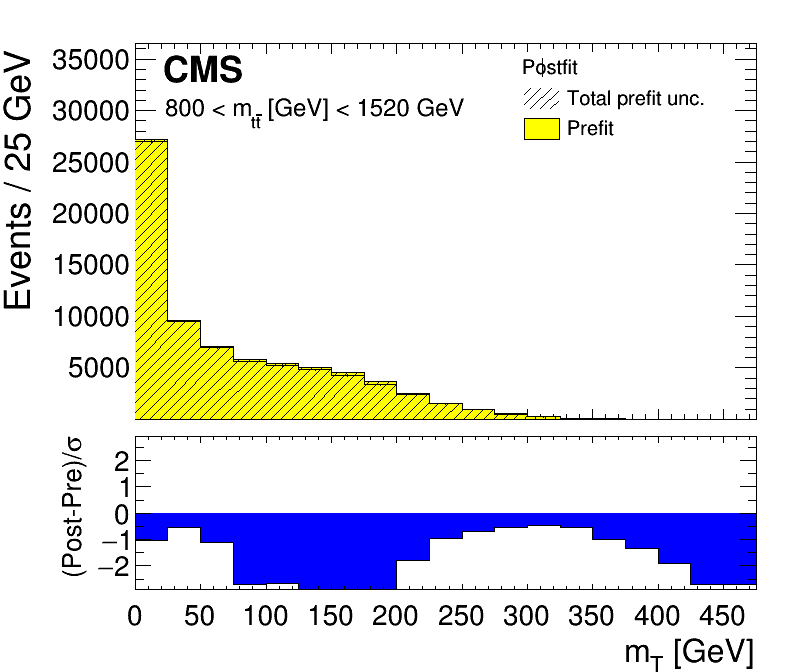 CMS
800 < m_tt̄ [GeV] < 1520 GeV
Postfit
Total prefit unc.
Prefit
Events / 25 GeV
35000
30000
25000
20000
15000
10000
5000
(Post-Pre)/σ
2
1
0
−1
−2
0 50 100 150 200 250 300 350 400 450
m_T [GeV]